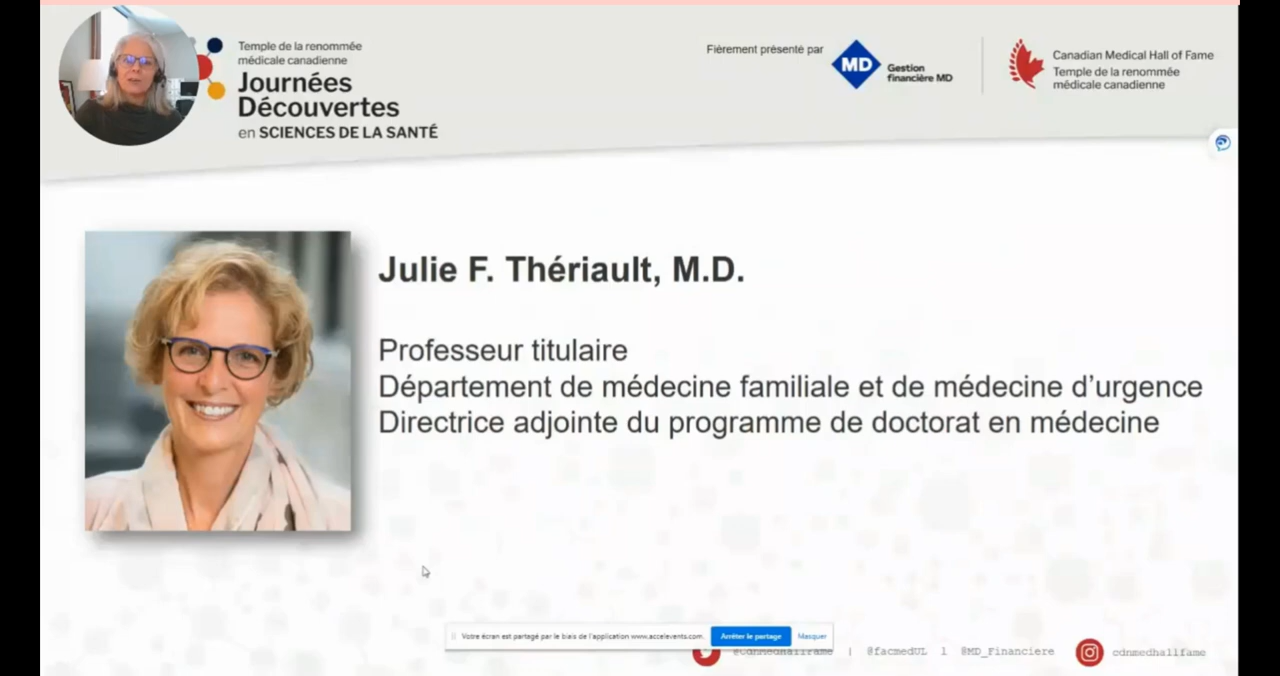 Temple de la renommée
médicale canadienne
Journées
Découvertes
en SCIENCES DE LA SANTÉ
Fièrement présenté par
MD
Gestion
financière MD
Canadian Medical Hall of Fame
Temple de la renommée
médicale canadienne
Julie F. Thériault, M.D.
Professeur titulaire
Département de médecine familiale et de médecine d’urgence
Directrice adjointe du programme de doctorat en médecine
Votre écran est partagé par le biais de l'application www.accelevents.com.
Arrêter le partage
Masquer
@CdnMedHallFame | @facmedUL l @MD_Financiere
cdnmedhallfame